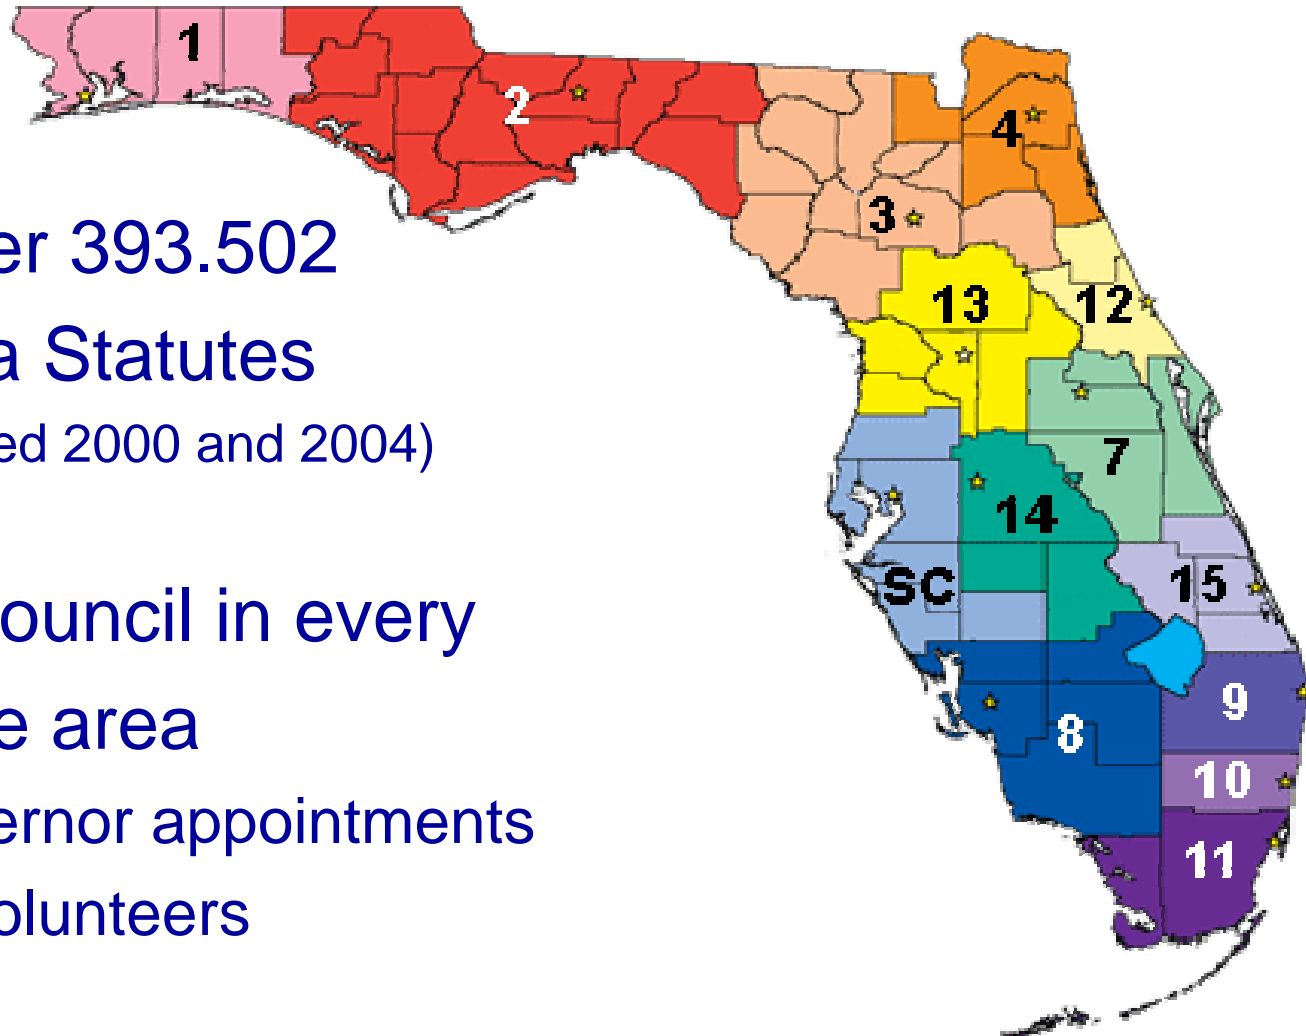 er 393.502
a Statutes
ed 2000 and 2004)
ouncil in every
e area
ernor appointments
olunteers
1
2
4
3
13
12
7
14
SC
15
9
8
10
11